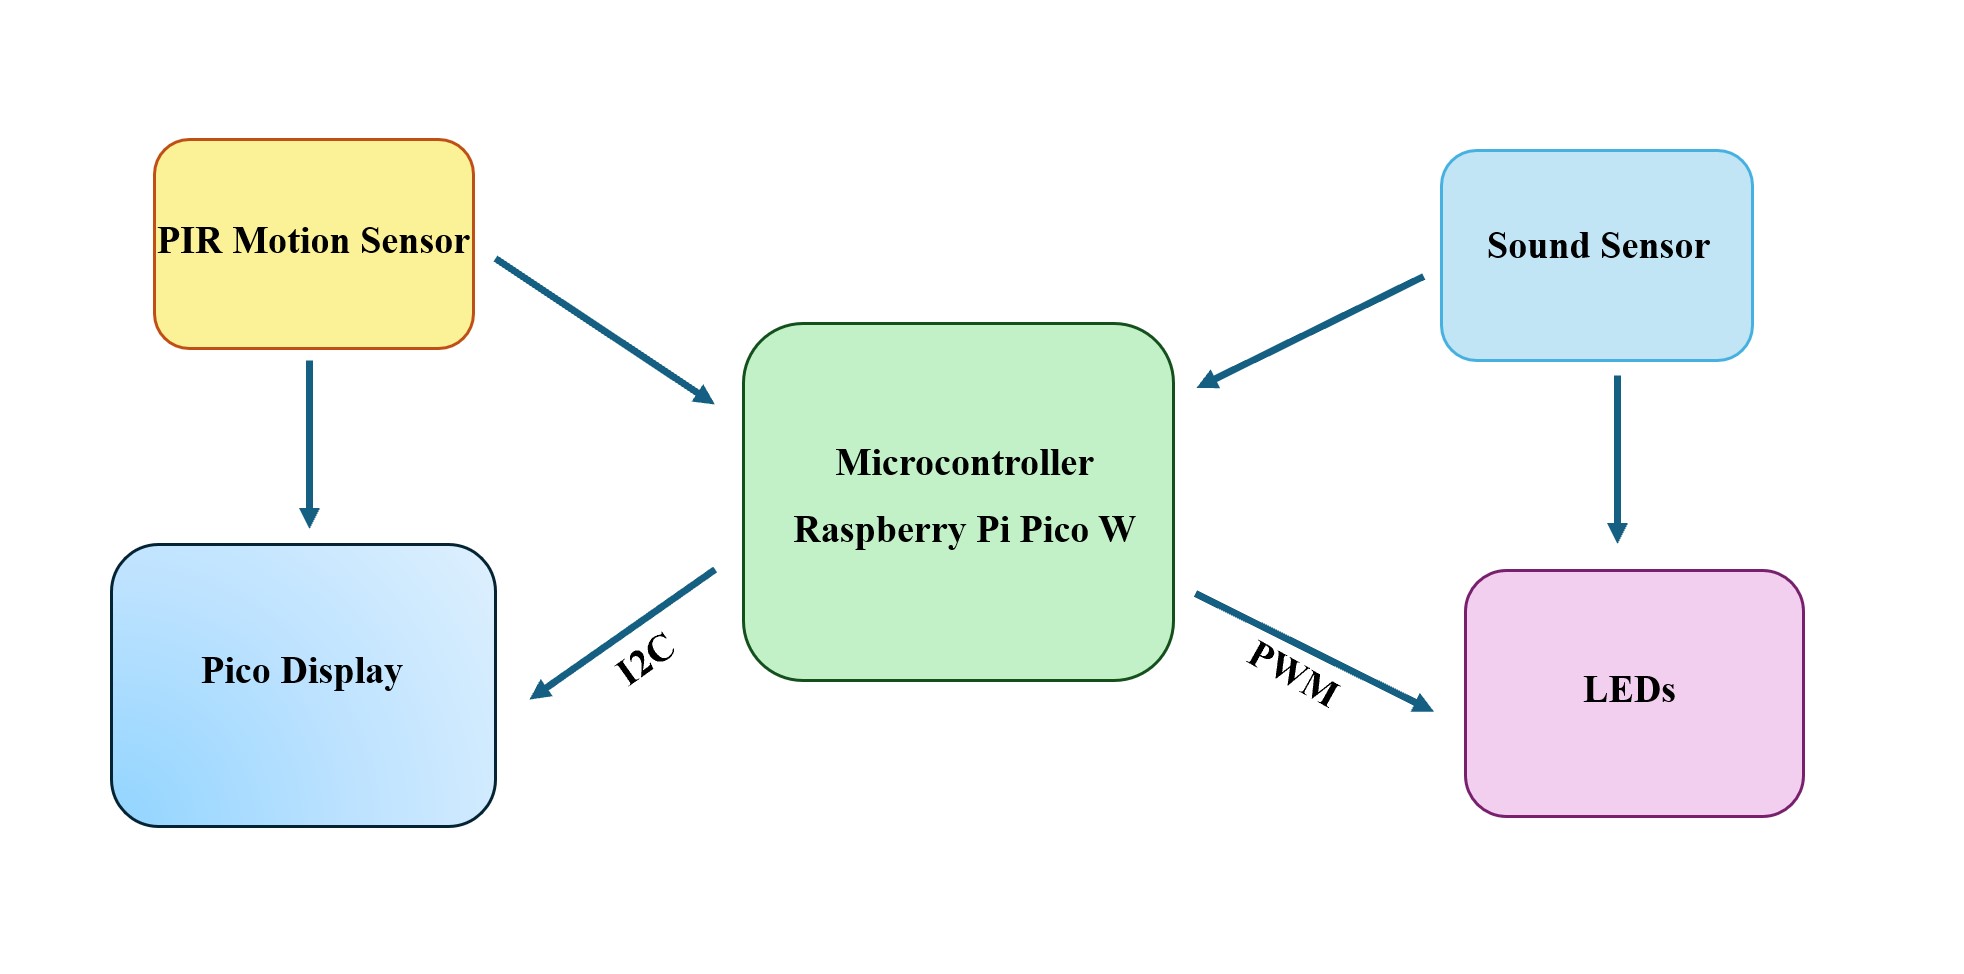 PIR Motion Sensor
Sound Sensor
Microcontroller
Raspberry Pi Pico W
I2C
PWM
Pico Display
LEDs